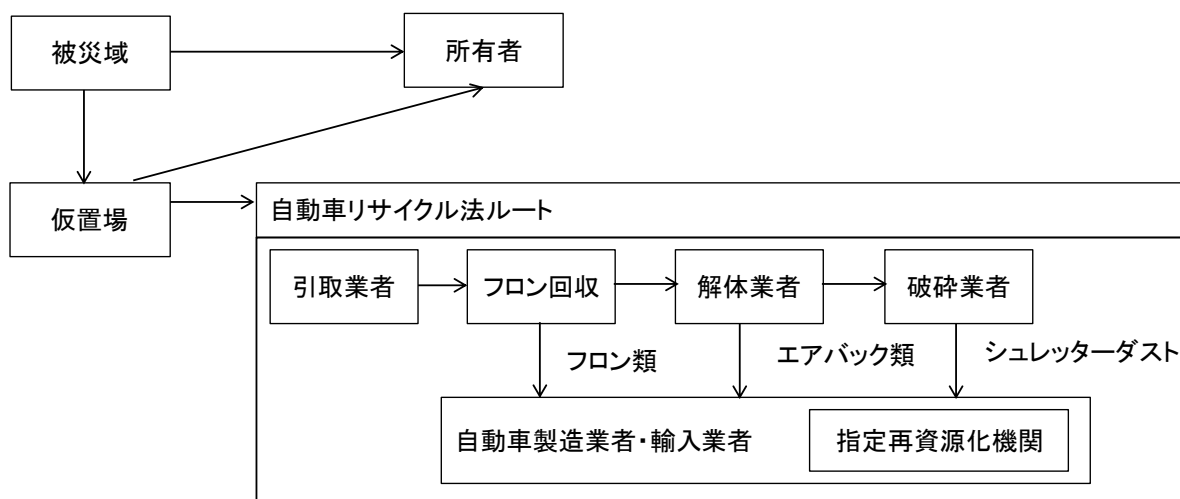 被災域
所有者
仮置場
自動車リサイクル法ルート
引取業者
フロン回収
解体業者
破砕業者
フロン類
エアバック類
シュレッターダスト
自動車製造業者・輸入業者
指定再資源化機関